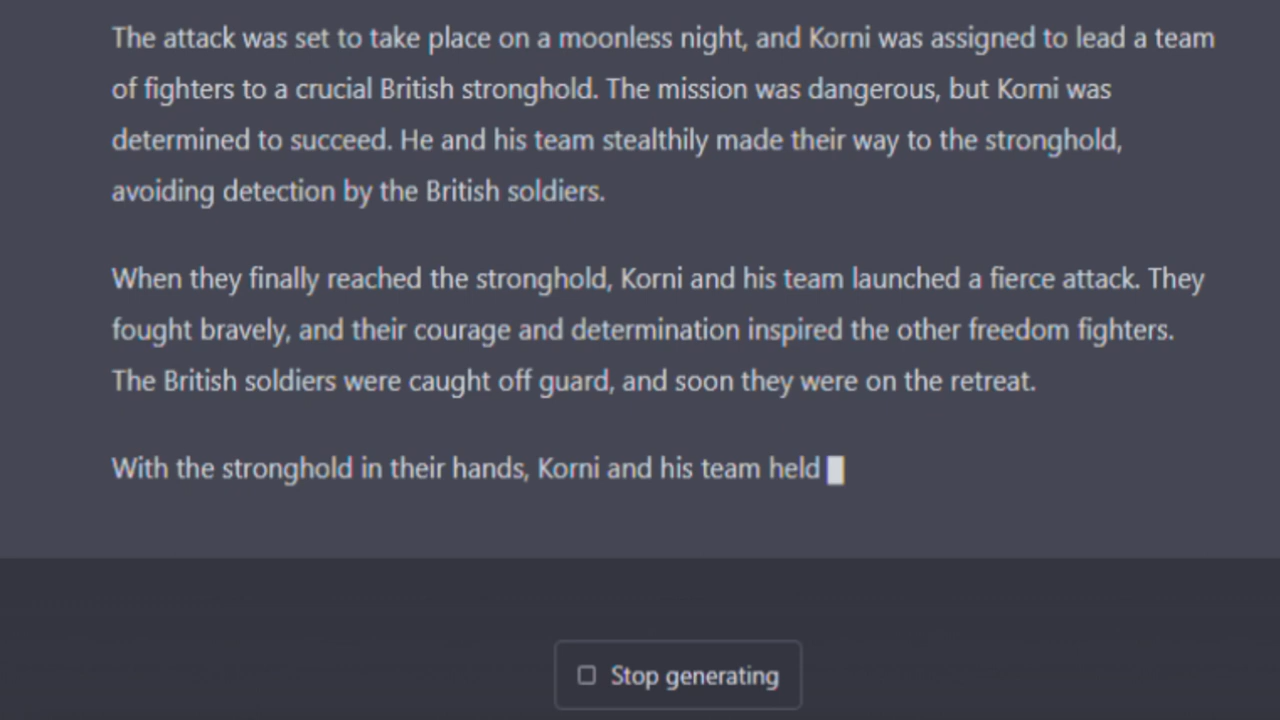 The attack was set to take place on a moonless night, and Korni was assigned to lead a team
of fighters to a crucial British stronghold. The mission was dangerous, but Korni was
determined to succeed. He and his team stealthily made their way to the stronghold,
avoiding detection by the British soldiers.
When they finally reached the stronghold, Korni and his team launched a fierce attack. They
fought bravely, and their courage and determination inspired the other freedom fighters.
The British soldiers were caught off guard, and soon they were on the retreat.
With the stronghold in their hands, Korni and his team held
Stop generating